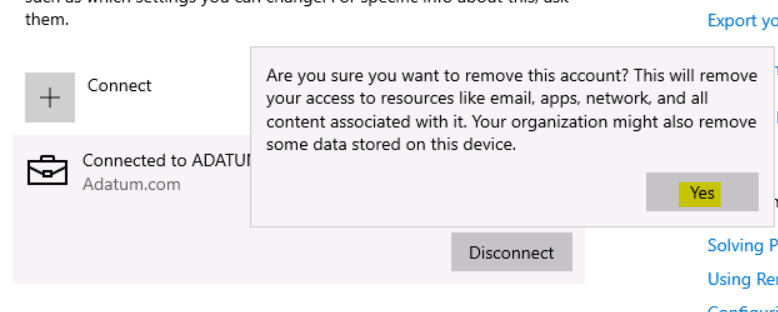 such as which settings you can change. For specific info about this, ask
them.
Export yo
Connect
Are you sure you want to remove this account? This will remove
your access to resources like email, apps, network, and all
content associated with it. Your organization might also remove
some data stored on this device.
Connected to ADATUM
Adatum.com
Yes
Disconnect
Solving P
Using Re
Configuri